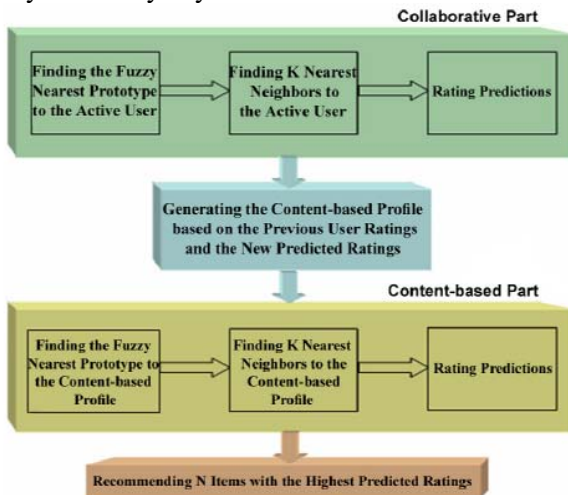 Collaborative Part
Finding the Fuzzy
Nearest Prototype
to the Active User
Finding K Nearest
Neighbors to
the Active User
Rating Predictions
Generating the Content-based Profile
based on the Previous User Ratings
and the New Predicted Ratings
Content-based Part
Finding the Fuzzy
Nearest Prototype to
the Content-based
Profile
Finding K Nearest
Neighbors to the
Content-based
Profile
Rating Predictions
Recommending N Items with the Highest Predicted Ratings